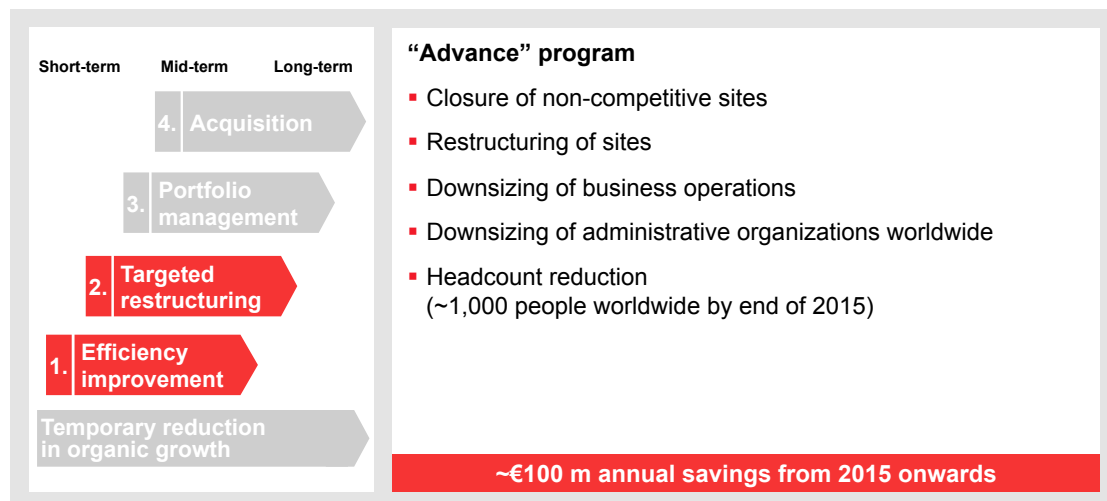 Short-term Mid-term Long-term
4. Acquisition
3. Portfolio
management
2. Targeted
restructuring
1. Efficiency
improvement
Temporary reduction
in organic growth
“Advance” program
▪ Closure of non-competitive sites
▪ Restructuring of sites
▪ Downsizing of business operations
▪ Downsizing of administrative organizations worldwide
▪ Headcount reduction
(~1,000 people worldwide by end of 2015)
~€100 m annual savings from 2015 onwards